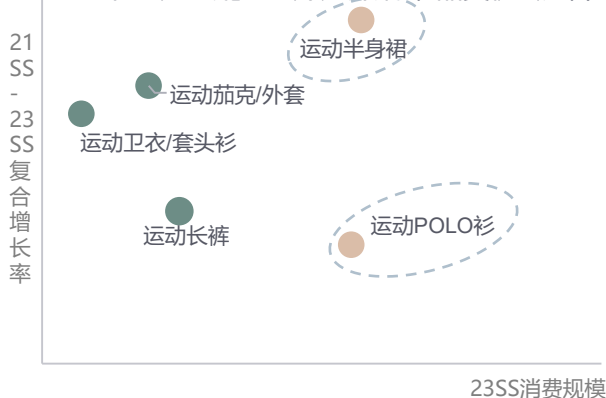 运动半身裙
运动茄克/外套
运动卫衣/套头衫
运动长裤
运动POLO衫
21
SS
-
23
SS
复
合
增
长
率
23SS消费规模